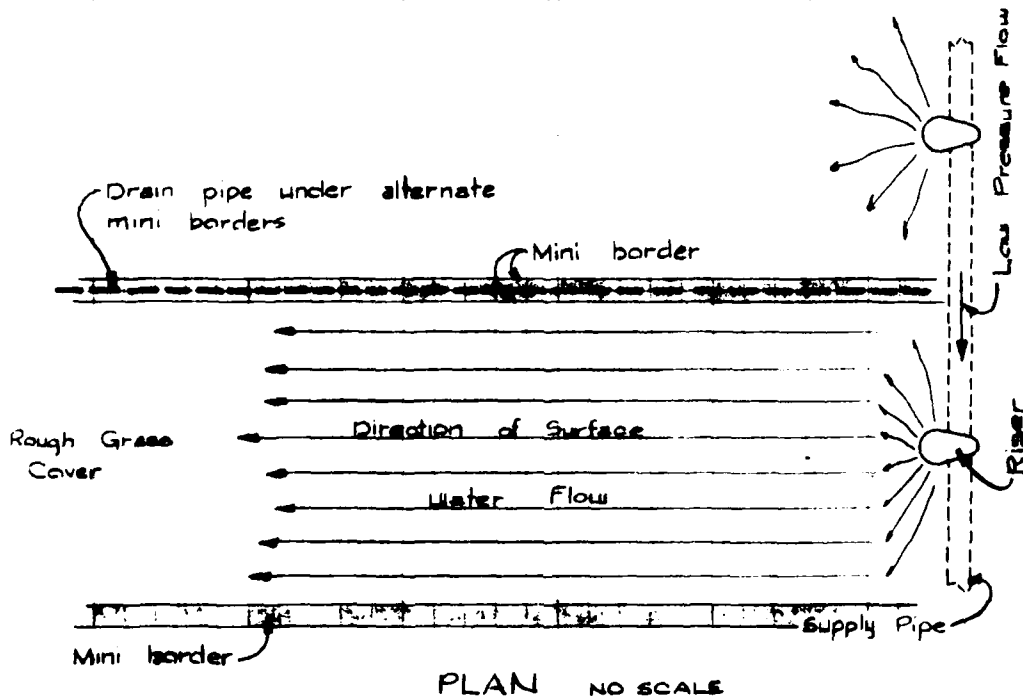 Low Pressure Flow
Drain pipe under alternate
mini borders
Mini border
Direction of Surface
Water Flow
Rough Grass
Cover
Riser
Supply Pipe
Mini border
PLAN NO SCALE